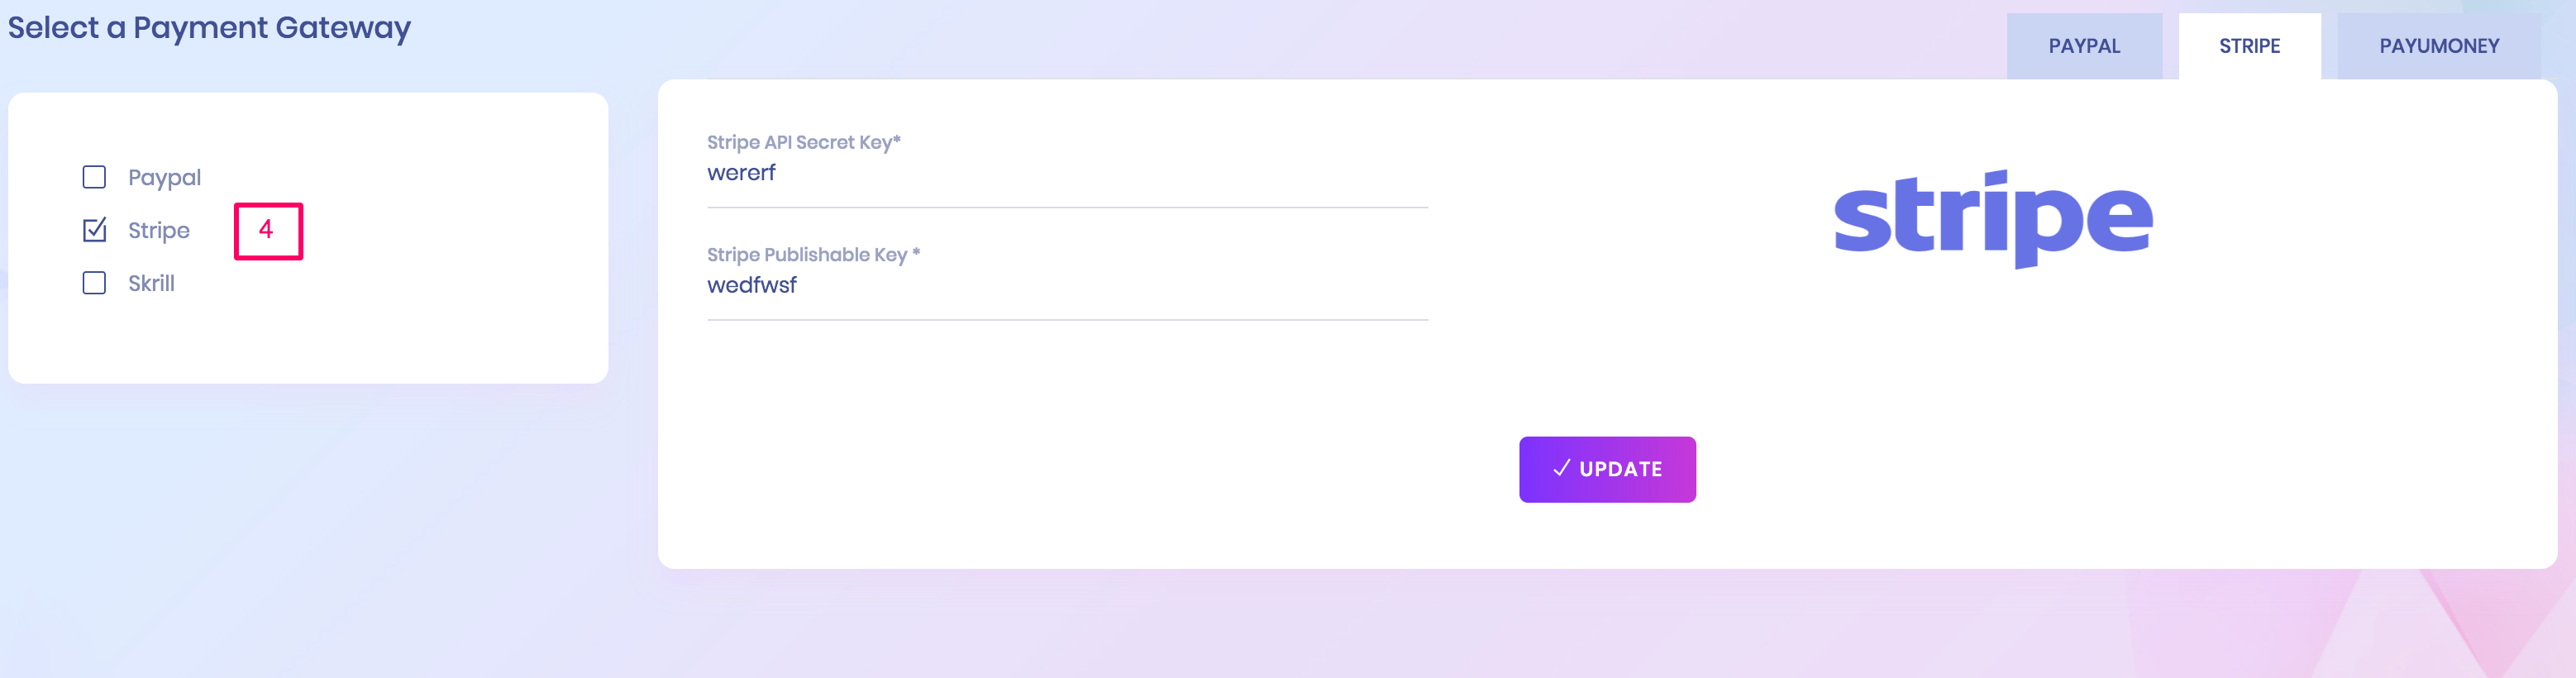 Select a Payment Gateway
PAYPAL
STRIPE
PAYUMONEY
Paypal
Stripe
4
Skrill
Stripe API Secret Key*
wererf
Stripe Publishable Key *
wedfwsf
stripe
UPDATE